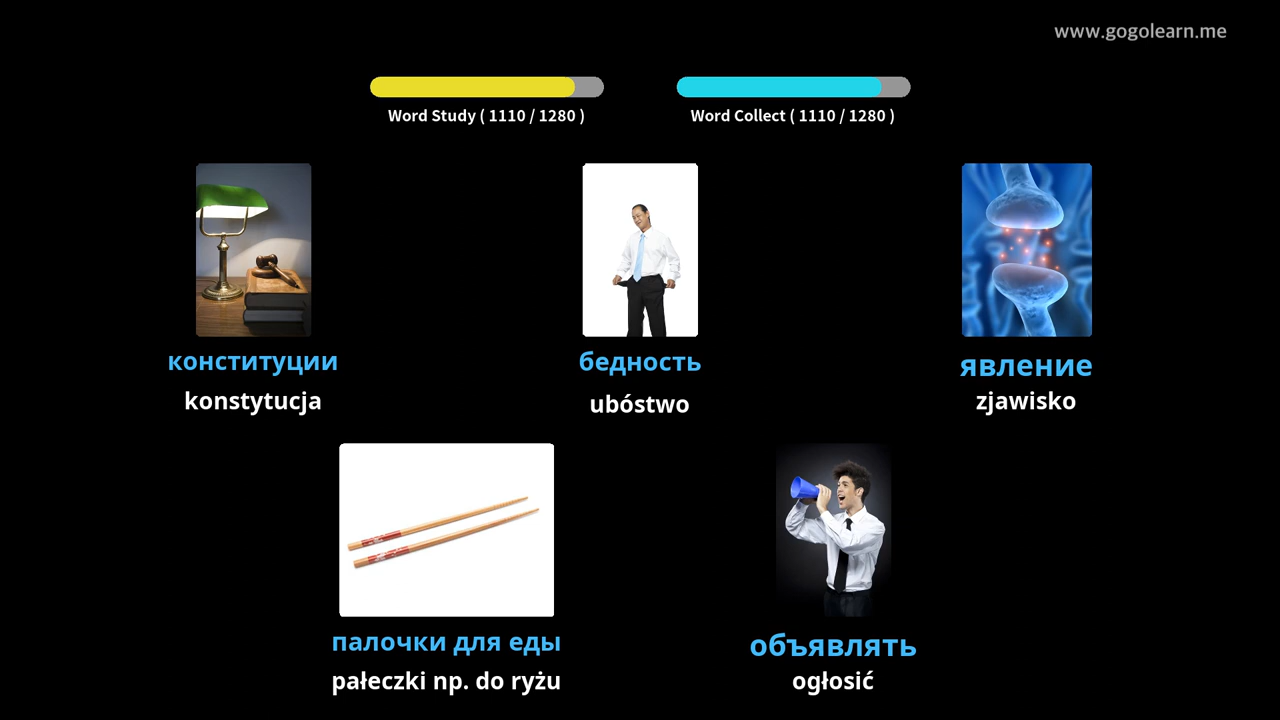 www.gogolearn.me
Word Study ( 1110 / 1280 )
Word Collect ( 1110 / 1280 )
конституции
konstytucja
бедность
ubóstwo
явление
zjawisko
палочки для еды
pałeczki np. do ryżu
объявлять
ogłosić